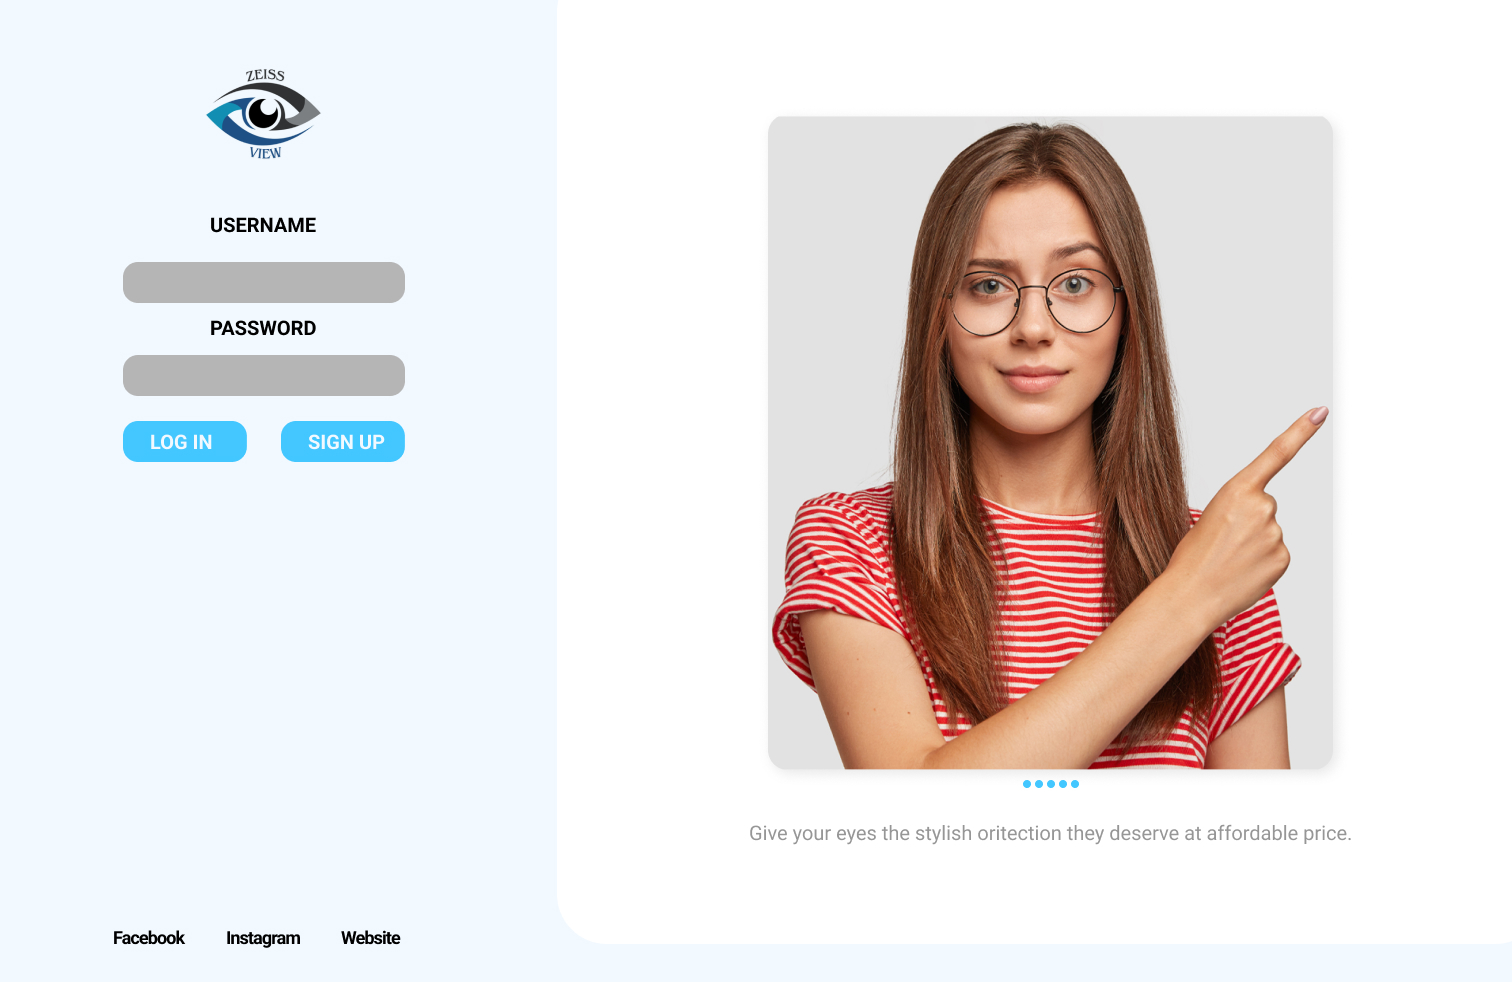 ZEISS
VIEW
USERNAME
PASSWORD
LOG IN
SIGN UP
Give your eyes the stylish oritection they deserve at affordable price.
Facebook
Instagram
Website